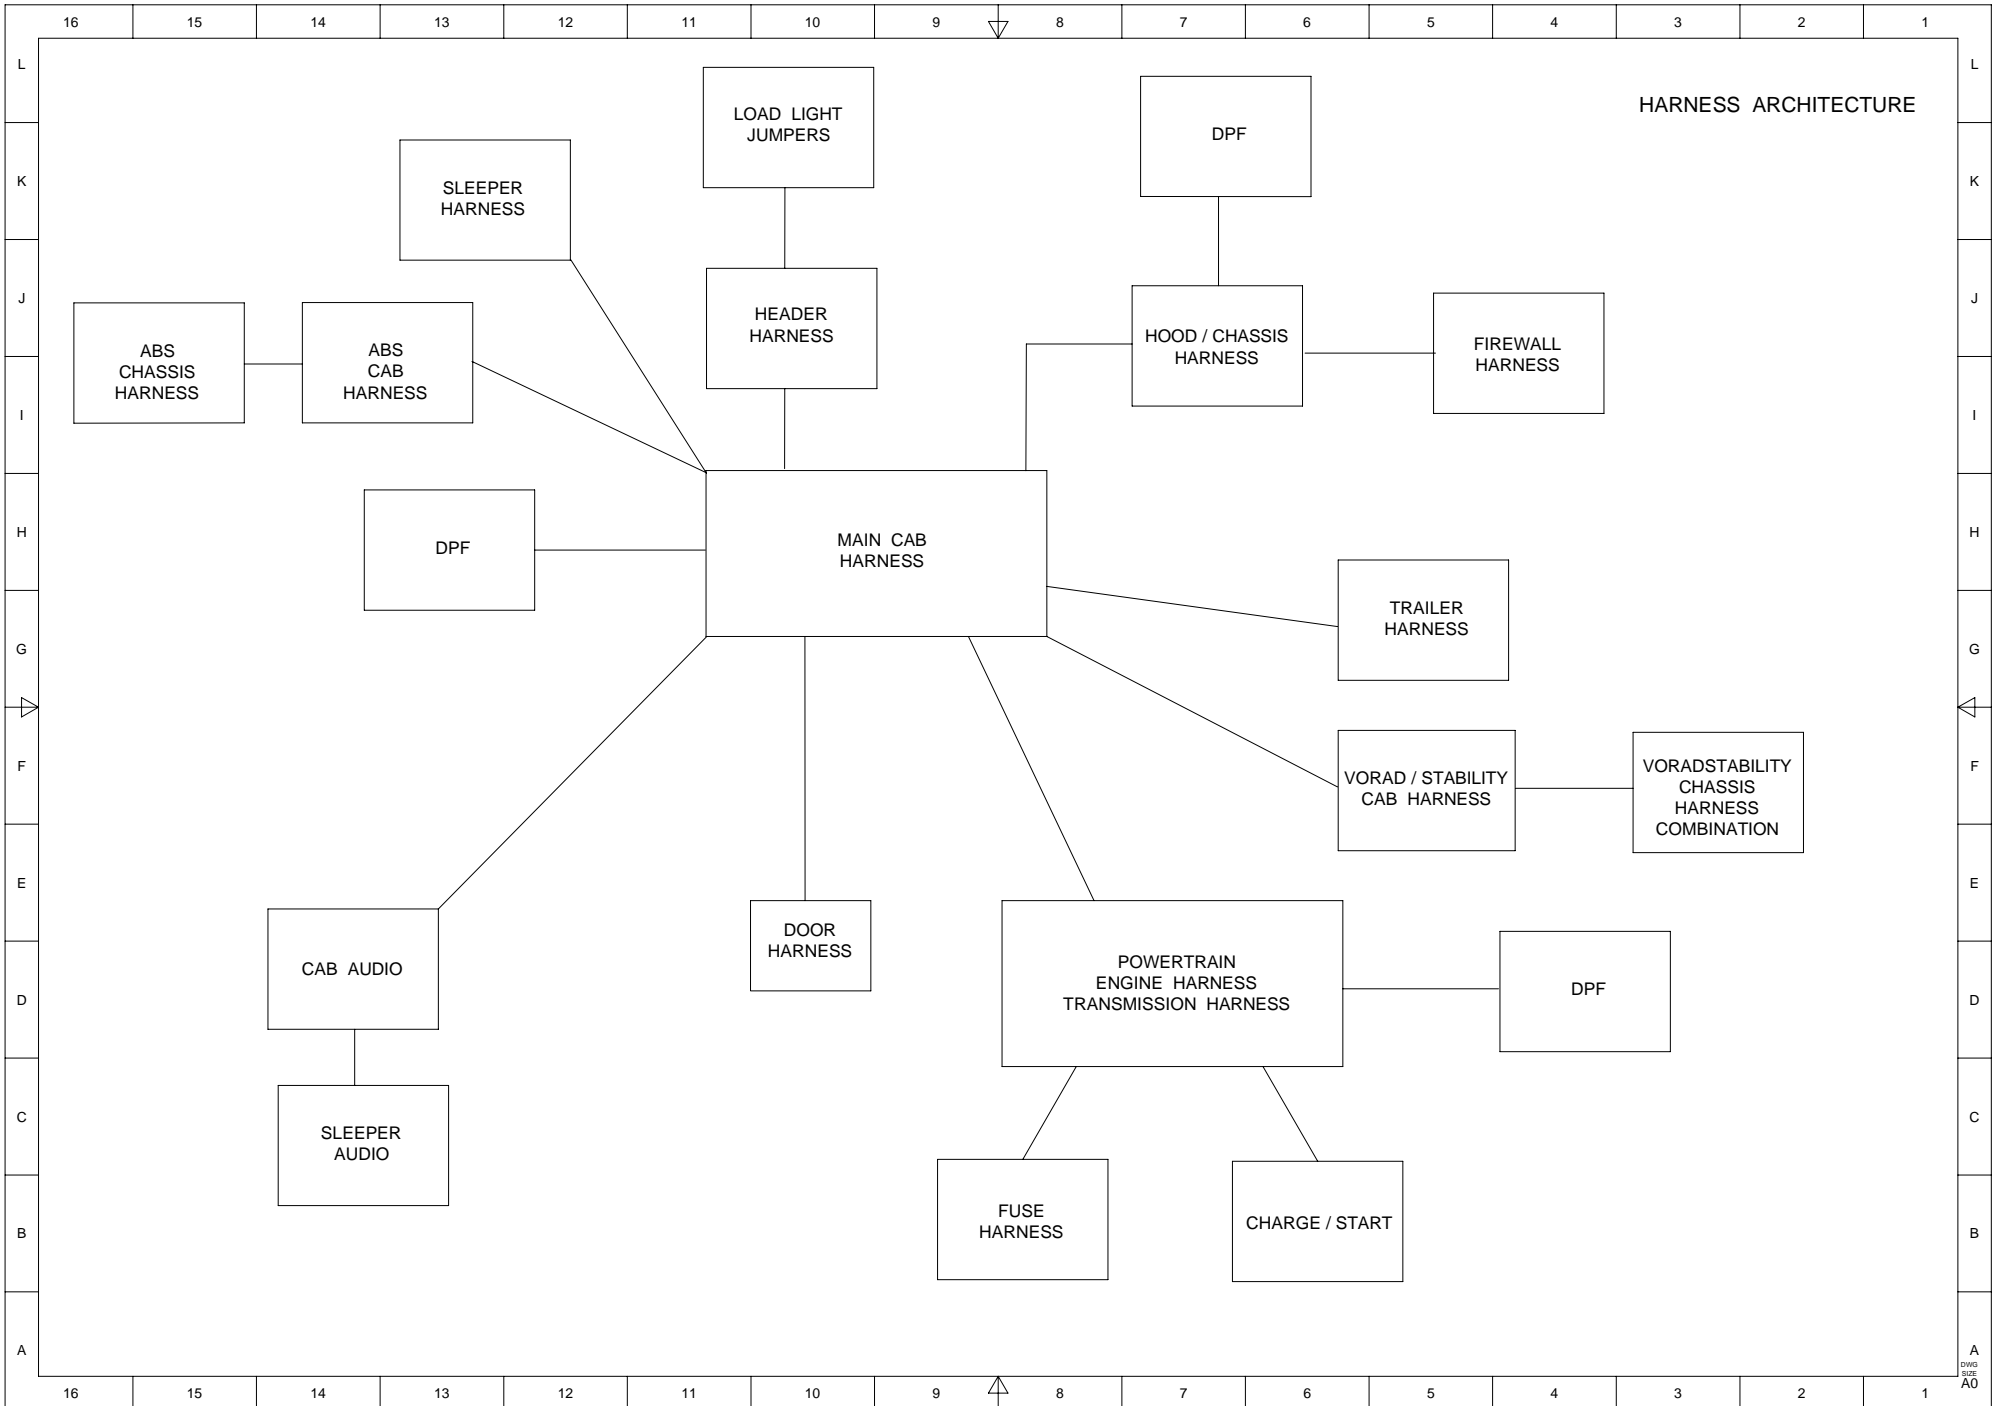 16 15 14 13 12 11 10 9 8 7 6 5 4 3 2 1
L L
HARNESS ARCHITECTURE
LOAD LIGHT
JUMPERS
DPF
K K
SLEEPER
HARNESS
J J
HEADER
HARNESS
HOOD / CHASSIS
HARNESS
FIREWALL
HARNESS
ABS
CHASSIS
HARNESS
ABS
CAB
HARNESS
I I
H H
DPF
MAIN CAB
HARNESS
TRAILER
HARNESS
G G
F F
VORAD / STABILITY
CAB HARNESS
VORADSTABILITY
CHASSIS
HARNESS
COMBINATION
E E
CAB AUDIO
DOOR
HARNESS
POWERTRAIN
ENGINE HARNESS
TRANSMISSION HARNESS
DPF
D D
C C
SLEEPER
AUDIO
FUSE
HARNESS
CHARGE / START
B B
A A
DWG
SIZE
A0
16 15 14 13 12 11 10 9 8 7 6 5 4 3 2 1